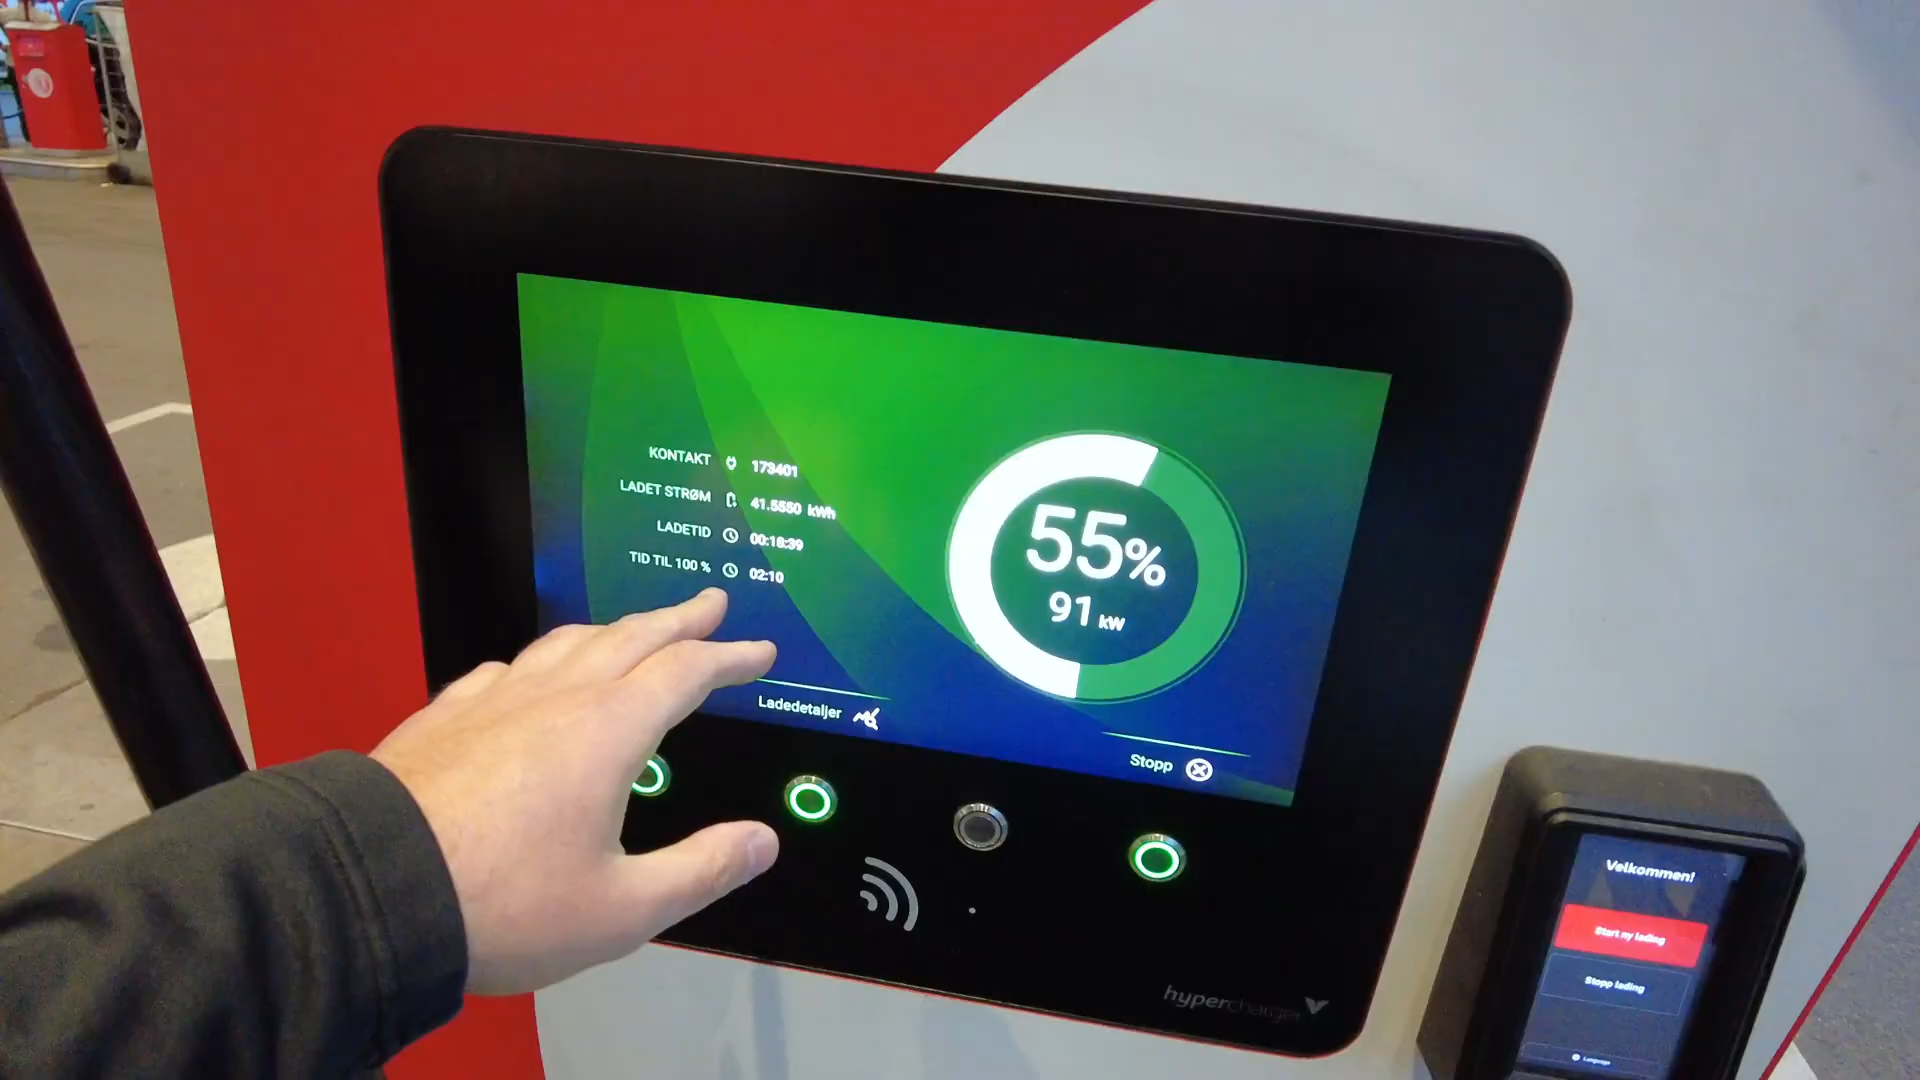 KONTAKT 173401
LADET STRØM 41.5550 kWh
LADETID 00:18:39
TID TIL 100 % 02:10
55%
91 kW
Ladedetaljer
Stopp
hypercharger
Velkommen!
Start ny lading
Stopp lading
Language